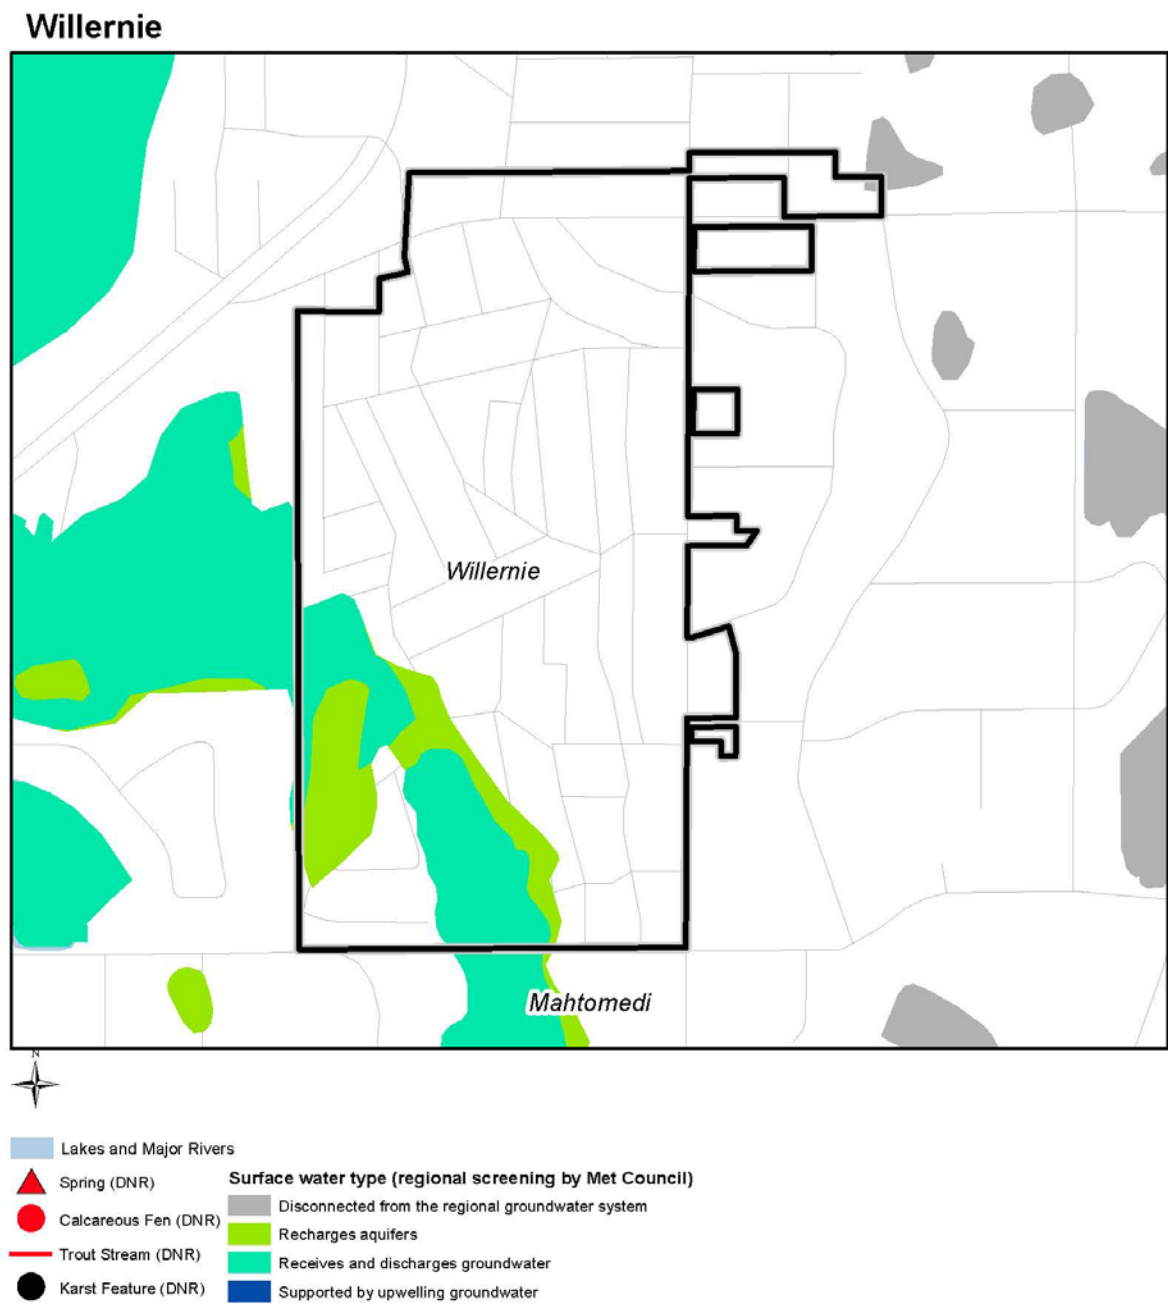 Willernie
Willernie
Mahtomedi
N
Lakes and Major Rivers
Spring (DNR)
Calcareous Fen (DNR)
Trout Stream (DNR)
Karst Feature (DNR)
Surface water type (regional screening by Met Council)
Disconnected from the regional groundwater system
Recharges aquifers
Receives and discharges groundwater
Supported by upwelling groundwater